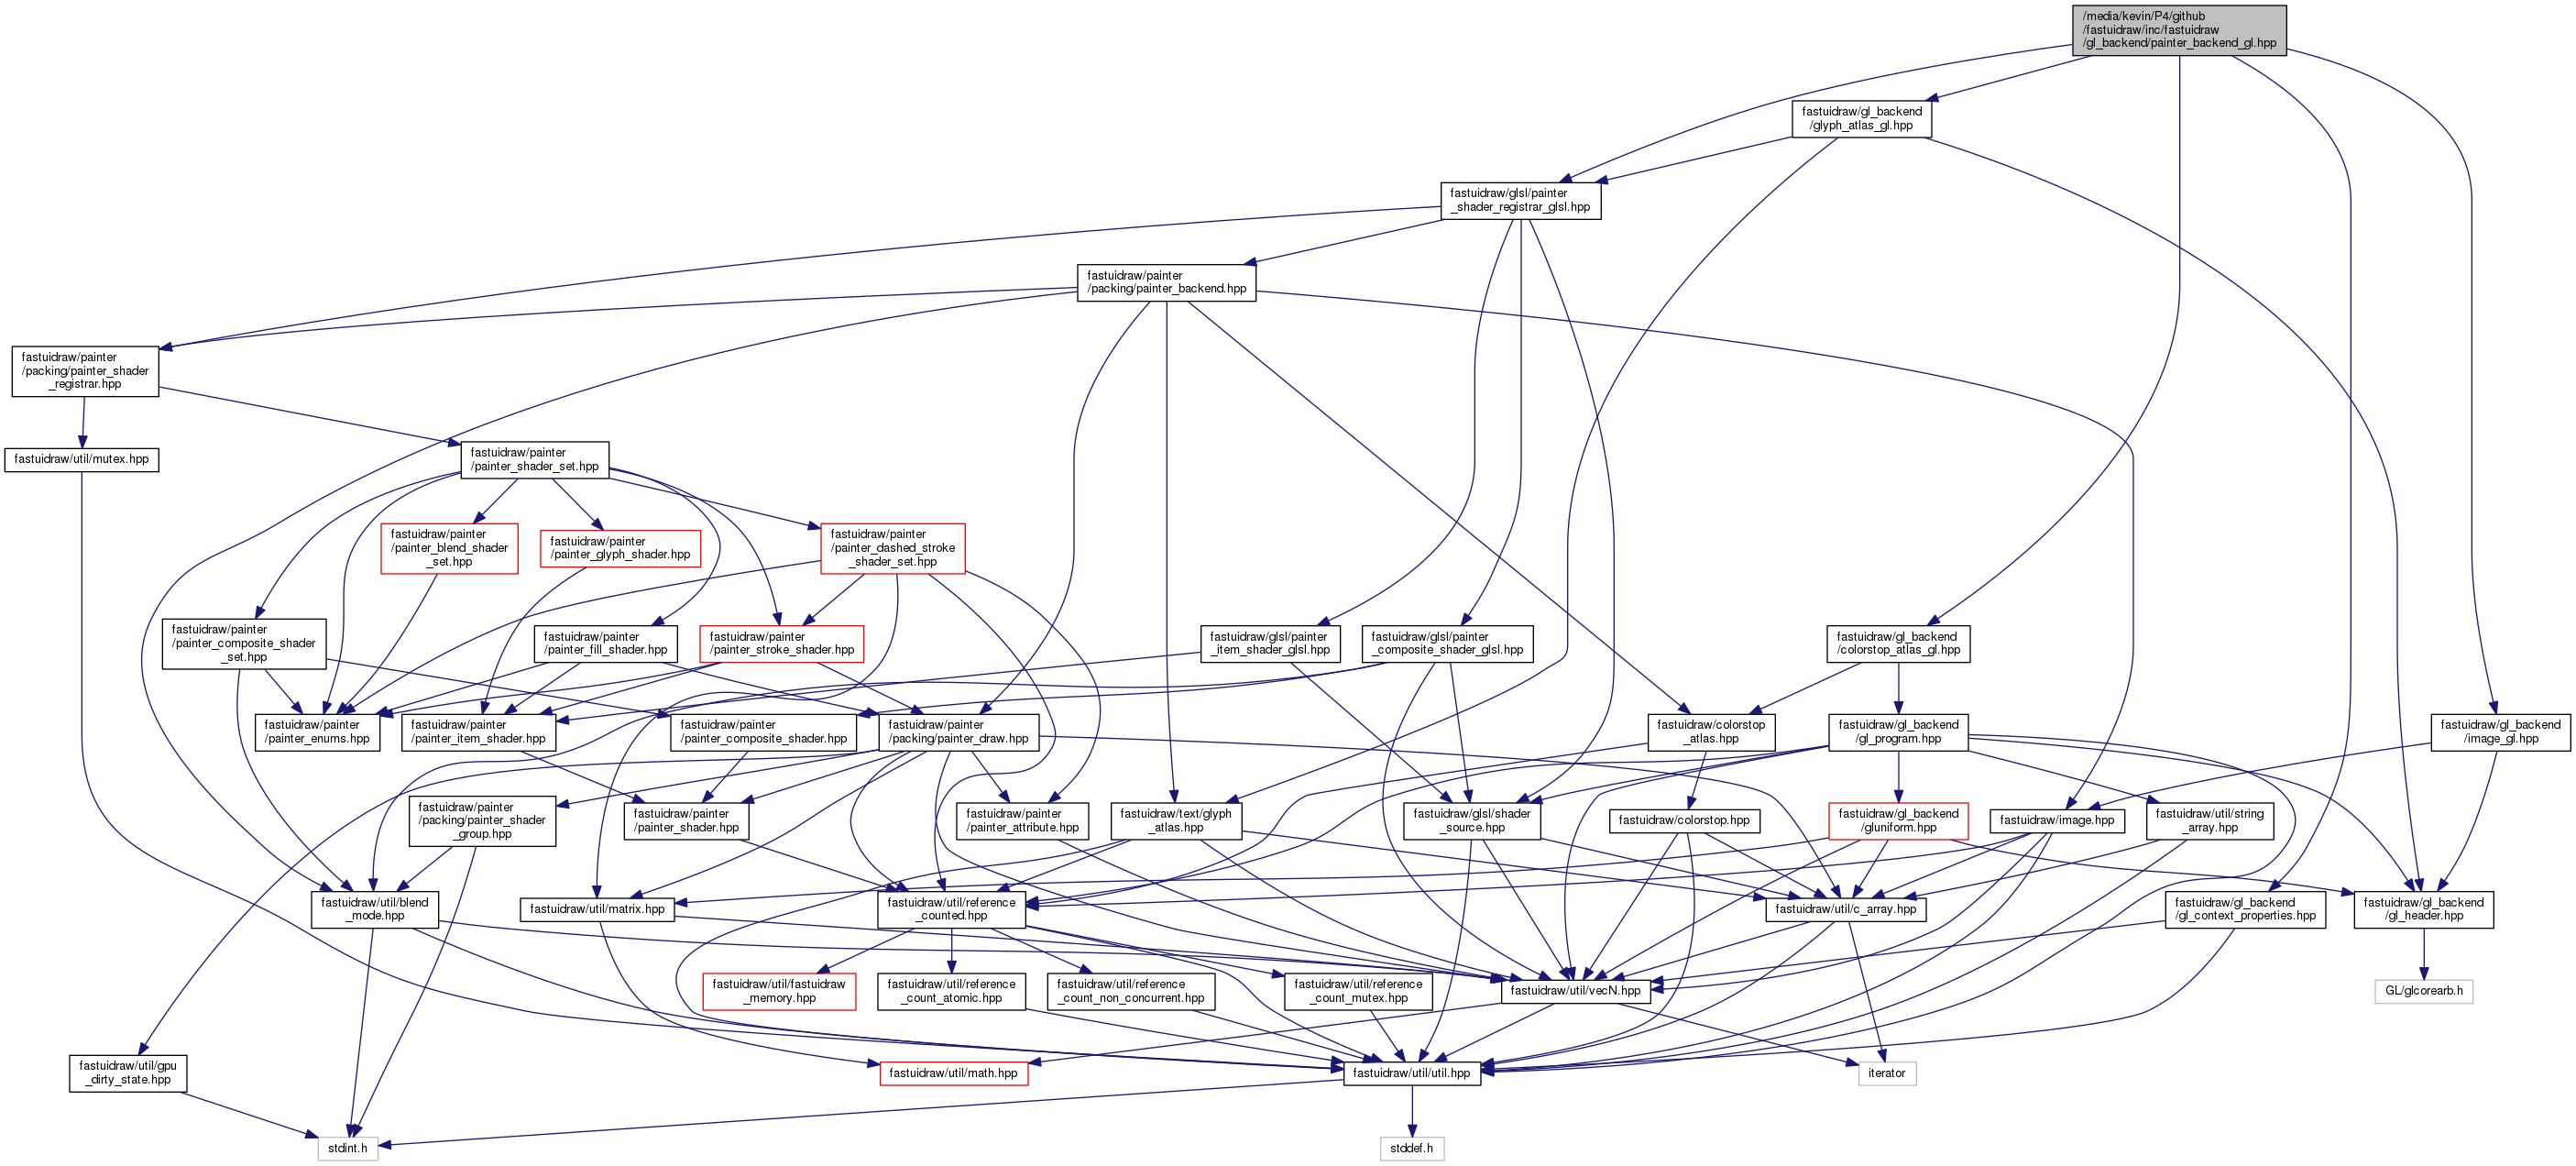 /media/kevin/P4/github
/fastuidraw/inc/fastuidraw
/gl_backend/painter_backend_gl.hpp
fastuidraw/gl_backend
/glyph_atlas_gl.hpp
fastuidraw/glsl/painter
_shader_registrar_glsl.hpp
fastuidraw/painter
/packing/painter_backend.hpp
fastuidraw/painter
/packing/painter_shader
_registrar.hpp
fastuidraw/util/mutex.hpp
fastuidraw/painter
/painter_shader_set.hpp
fastuidraw/painter
/painter_blend_shader
_set.hpp
fastuidraw/painter
/painter_glyph_shader.hpp
fastuidraw/painter
/painter_dashed_stroke
_shader_set.hpp
fastuidraw/painter
/painter_composite_shader
_set.hpp
fastuidraw/painter
/painter_fill_shader.hpp
fastuidraw/painter
/painter_stroke_shader.hpp
fastuidraw/glsl/painter
_item_shader_glsl.hpp
fastuidraw/glsl/painter
_composite_shader_glsl.hpp
fastuidraw/gl_backend
/colorstop_atlas_gl.hpp
fastuidraw/painter
/painter_enums.hpp
fastuidraw/painter
/painter_item_shader.hpp
fastuidraw/painter
/painter_composite_shader.hpp
fastuidraw/painter
/packing/painter_draw.hpp
fastuidraw/colorstop
_atlas.hpp
fastuidraw/gl_backend
/gl_program.hpp
fastuidraw/gl_backend
/image_gl.hpp
fastuidraw/painter
/packing/painter_shader
_group.hpp
fastuidraw/painter
/painter_shader.hpp
fastuidraw/painter
/painter_attribute.hpp
fastuidraw/text/glyph
_atlas.hpp
fastuidraw/glsl/shader
_source.hpp
fastuidraw/colorstop.hpp
fastuidraw/gl_backend
/gluniform.hpp
fastuidraw/image.hpp
fastuidraw/util/string
_array.hpp
fastuidraw/util/blend
_mode.hpp
fastuidraw/util/matrix.hpp
fastuidraw/util/reference
_counted.hpp
fastuidraw/util/c_array.hpp
fastuidraw/gl_backend
/gl_context_properties.hpp
fastuidraw/gl_backend
/gl_header.hpp
fastuidraw/util/fastuidraw
_memory.hpp
fastuidraw/util/reference
_count_atomic.hpp
fastuidraw/util/reference
_count_non_concurrent.hpp
fastuidraw/util/reference
_count_mutex.hpp
fastuidraw/util/vecN.hpp
GL/glcorearb.h
fastuidraw/util/gpu
_dirty_state.hpp
fastuidraw/util/math.hpp
fastuidraw/util/util.hpp
iterator
stdint.h
stddef.h